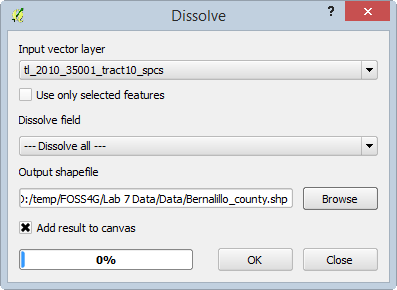 Dissolve
?
Input vector layer
tl_2010_35001_tract10_spcs
Use only selected features
Dissolve field
--- Dissolve all ---
Output shapefile
D:/temp/FOSS4G/Lab 7 Data/Data/Bernalillo_county.shp
Browse
Add result to canvas
0%
OK
Close